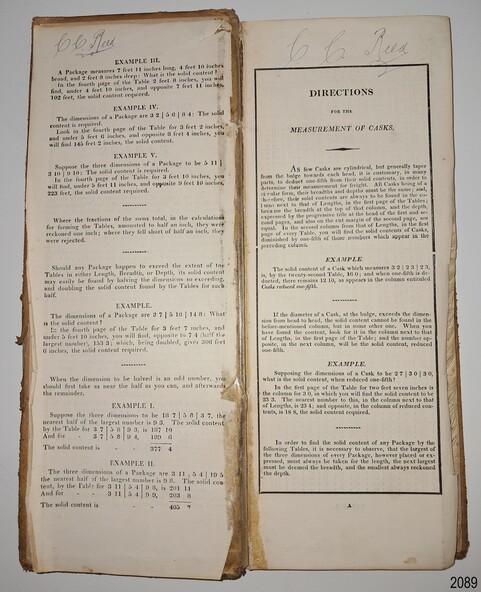 C C Reed
EXAMPLE III.
A Package measures 7 feet 11 inches long, 4 feet 10 inches
broad, and 2 feet 8 inches deep: What is the solid content?
In the fourth page of the Table 2 feet 8 inches, you will
find, under 4 feet 10 inches, and opposite 7 feet 11 inches,
102 feet, the solid content required.
EXAMPLE IV.
The dimensions of a Package are 3 2 | 5 6 | 8 4: The solid
content is required.
Look in the fourth page of the Table for 3 feet 2 inches,
and under 5 feet 6 inches, and opposite 8 feet 4 inches, you
will find 145 feet 2 inches, the solid content.
EXAMPLE V.
Suppose the three dimensions of a Package to be 5 11 |
3 10 | 9 10; The solid content is required.
In the fourth page of the Table for 3 feet 10 inches, you
will find, under 5 feet 11 inches, and opposite 9 feet 10 inches,
223 feet, the solid content required.
Where the fractions of the sums total, in the calculations
for forming the Tables, amounted to half an inch, they were
reckoned one inch; where they fell short of half an inch, they
were rejected.
Should any Package happen to exceed the extent of the
Tables in either Length, Breadth, or Depth, its solid content
may easily be found by halving the dimensions so exceeding,
and doubling the solid content found by the Tables for such
half.
EXAMPLE.
The dimensions of a Package are 3 7 | 5 10 | 14 8: What
is the solid content?
In the fourth page of the Table for 3 feet 7 inches, and
under 5 feet 10 inches, you will find, opposite to 7 4 (half the
largest number), 153 3; which, being doubled, gives 306 feet
6 inches, the solid content required.
When the dimension to be halved is an odd number, you
should first take as near the half as you can, and afterwards
the remainder.
EXAMPLE I.
Suppose the three dimensions to be 18 7 | 5 8 | 3 7, the
nearest half of the largest number is 9 3. The solid content
by the Table for 3 7 | 5 8 | 9 3, is 187 10
And for - 3 7 | 5 8 | 9 4, 189 6
The solid content is - - 377 4
EXAMPLE II.
The three dimensions of a Package are 3 11 | 5 4 | 19 5
the nearest half of the largest number is 9 8. The solid con-
tent, by the Table for 3 11 | 5 4 | 9 8, is 201 11
And for - - 3 11 | 5 4 | 9 9, 203 8
The solid content is - - - 405 7
C C Reed
DIRECTIONS
FOR THE
MEASUREMENT OF CASKS.
As few Casks are cylindrical, but generally taper
from the bulge towards each head, it is customary, in many
parts, to deduct one-fifth from their solid contents, in order to
determine their measurement for freight. All Casks being of a
circular form, their breadths and depths must be the same; and,
therefore, their solid contents are always to be found in the co-
lumn next to that of Lengths, in the first page of the Tables;
because the breadth at the top of that column, and the depth,
expressed by the progressive title at the head of the first and se-
cond pages, and also on the cut margin of the second page, are
equal. In the second column from that of Lengths, in the first
page of every Table, you will find the solid contents of Casks,
diminished by one-fifth of those numbers which appear in the
preceding column.
EXAMPLE
The solid content of a Cask which measures 3 2 | 2 3 | 2 3,
is, by the twenty-second Table, 16 0; and when one-fifth is de-
ducted, there remains 12 10, as appears in the column entituled
Casks reduced one-fifth.
If the diameter of a Cask, at the bulge, exceeds the dimen-
sion from head to head, the solid content cannot be found in the
before-mentioned column, but in some other one. When you
have found the content, look for it in the column next to that
of Lengths, in the first page of the Table; and the number op-
posite, in the next column, will be the solid content, reduced
one-fifth.
EXAMPLE.
Supposing the dimensions of a Cask to be 2 7 | 3 0 | 3 0,
what is the solid content, when reduced one-fifth?
In the first page of the Table for two feet seven inches is
the column for 3 0, in which you will find the solid content to be
23 3. The nearest number to this, in the column next to that
of Lengths, is 23 4; and opposite, in the column of reduced con-
tents, is 18 8, the solid content required.
In order to find the solid content of any Package by the
following Tables, it is necessary to observe, that the largest of
the three dimensions of every Package, however placed or ex-
pressed, must always be taken for the length, the next largest
must be deemed the breadth, and the smallest always reckoned
the depth.
A
2089